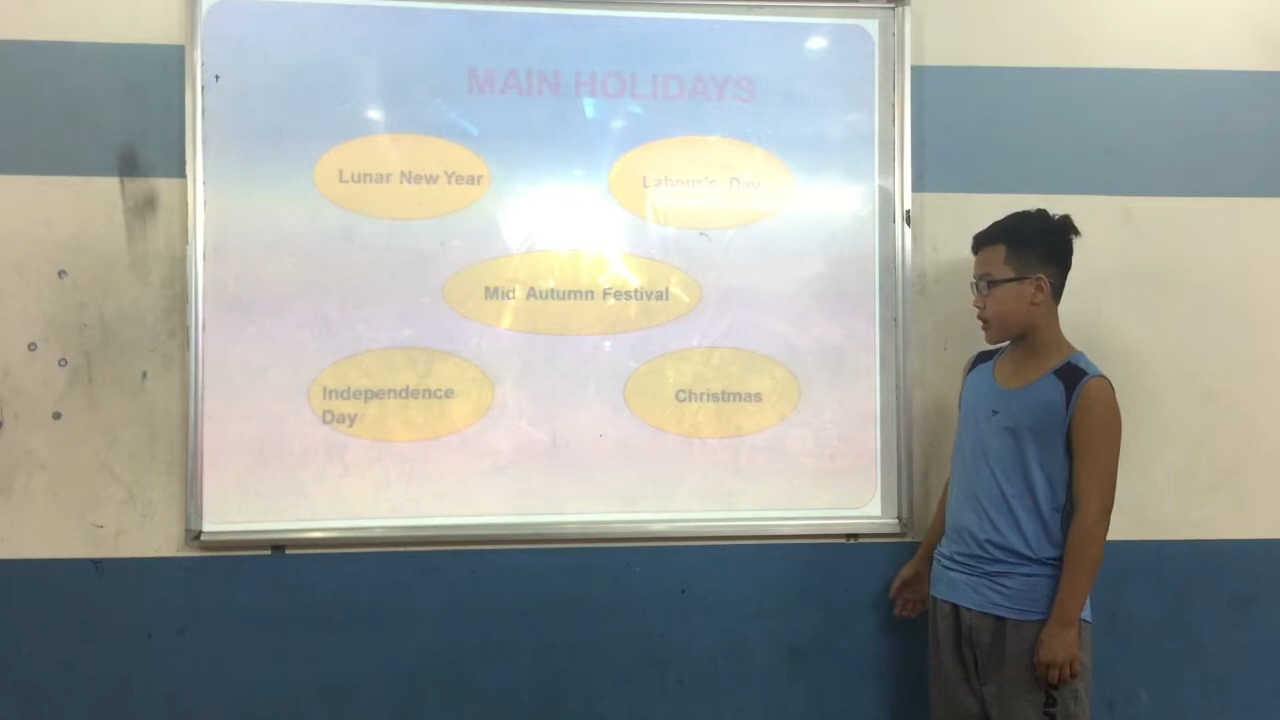 MAIN HOLIDAYS
Lunar New Year
Labour's Day
Mid Autumn Festival
Independence
Day
Christmas